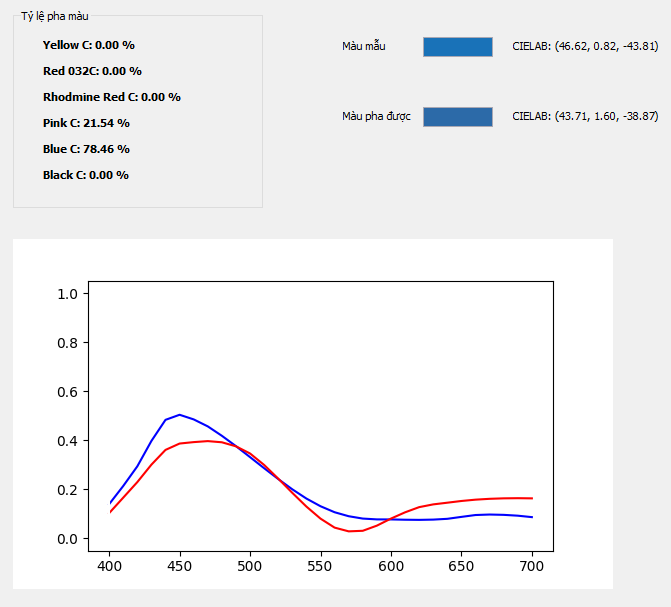 Tỷ lệ pha màu
Yellow C: 0.00 %
Red 032C: 0.00 %
Rhodmine Red C: 0.00 %
Pink C: 21.54 %
Blue C: 78.46 %
Black C: 0.00 %
Màu mẫu
CIELAB: (46.62, 0.82, -43.81)
Màu pha được
CIELAB: (43.71, 1.60, -38.87)
1.0
0.8
0.6
0.4
0.2
0.0
400 450 500 550 600 650 700